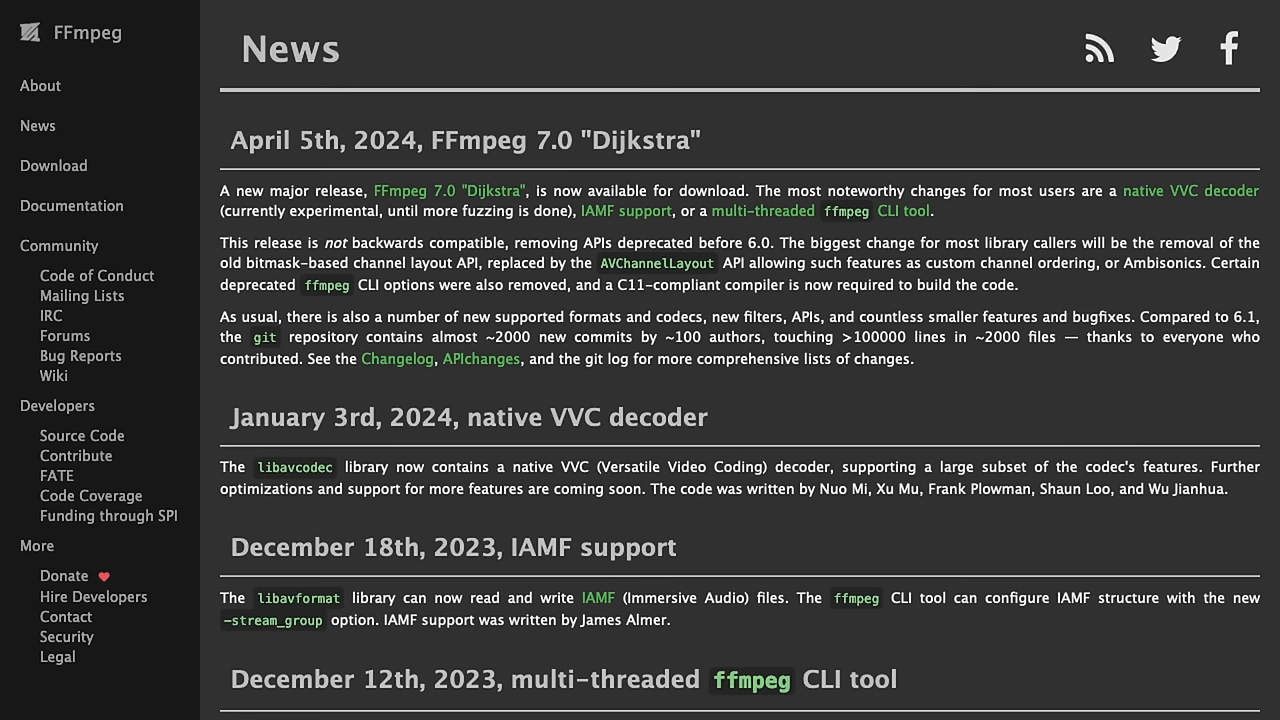 FFmpeg
About
News
Download
Documentation
Community
Code of Conduct
Mailing Lists
IRC
Forums
Bug Reports
Wiki
Developers
Source Code
Contribute
FATE
Code Coverage
Funding through SPI
More
Donate
Hire Developers
Contact
Security
Legal
News
April 5th, 2024, FFmpeg 7.0 "Dijkstra"
A new major release, FFmpeg 7.0 "Dijkstra", is now available for download. The most noteworthy changes for most users are a native VVC decoder
(currently experimental, until more fuzzing is done), IAMF support, or a multi-threaded ffmpeg CLI tool.
This release is not backwards compatible, removing APIs deprecated before 6.0. The biggest change for most library callers will be the removal of the
old bitmask-based channel layout API, replaced by the AVChannelLayout API allowing such features as custom channel ordering, or Ambisonics. Certain
deprecated ffmpeg CLI options were also removed, and a C11-compliant compiler is now required to build the code.
As usual, there is also a number of new supported formats and codecs, new filters, APIs, and countless smaller features and bugfixes. Compared to 6.1,
the git repository contains almost ~2000 new commits by ~100 authors, touching >100000 lines in ~2000 files — thanks to everyone who
contributed. See the Changelog, APIchanges, and the git log for more comprehensive lists of changes.
January 3rd, 2024, native VVC decoder
The libavcodec library now contains a native VVC (Versatile Video Coding) decoder, supporting a large subset of the codec's features. Further
optimizations and support for more features are coming soon. The code was written by Nuo Mi, Xu Mu, Frank Plowman, Shaun Loo, and Wu Jianhua.
December 18th, 2023, IAMF support
The libavformat library can now read and write IAMF (Immersive Audio) files. The ffmpeg CLI tool can configure IAMF structure with the new
-stream_group option. IAMF support was written by James Almer.
December 12th, 2023, multi-threaded ffmpeg CLI tool